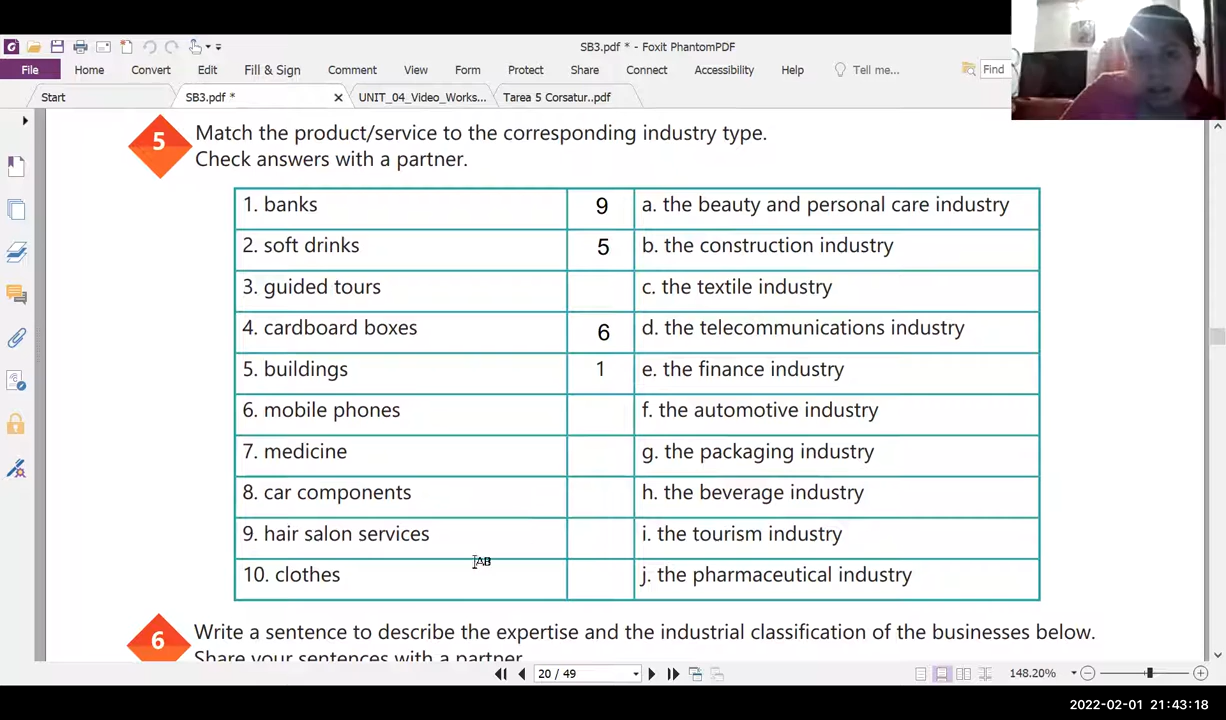 SB3.pdf * - Foxit PhantomPDF
File Home Convert Edit Fill & Sign Comment View Form Protect Share Connect Accessibility Help Tell me... Find
Start SB3.pdf * UNIT_04_Video_Works... Tarea 5 Corsatur..pdf
5 Match the product/service to the corresponding industry type.
Check answers with a partner.
1. banks 9 a. the beauty and personal care industry
2. soft drinks 5 b. the construction industry
3. guided tours c. the textile industry
4. cardboard boxes 6 d. the telecommunications industry
5. buildings 1 e. the finance industry
6. mobile phones f. the automotive industry
7. medicine g. the packaging industry
8. car components h. the beverage industry
9. hair salon services i. the tourism industry
10. clothes j. the pharmaceutical industry
6 Write a sentence to describe the expertise and the industrial classification of the businesses below.
Share your sentences with a partner.
20 / 49 148.20%
2022-02-01 21:43:18